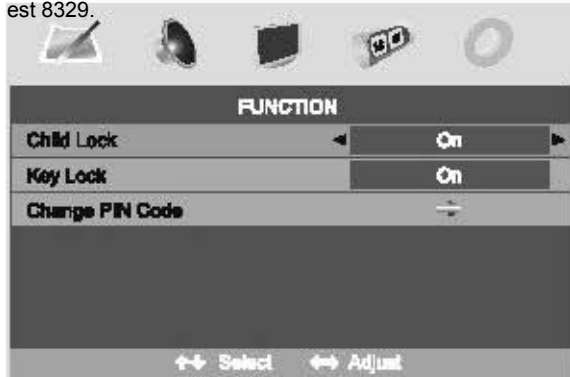 est 8329.
FUNCTION
Child Lock On
Key Lock On
Change PIN Code
Select Adjust